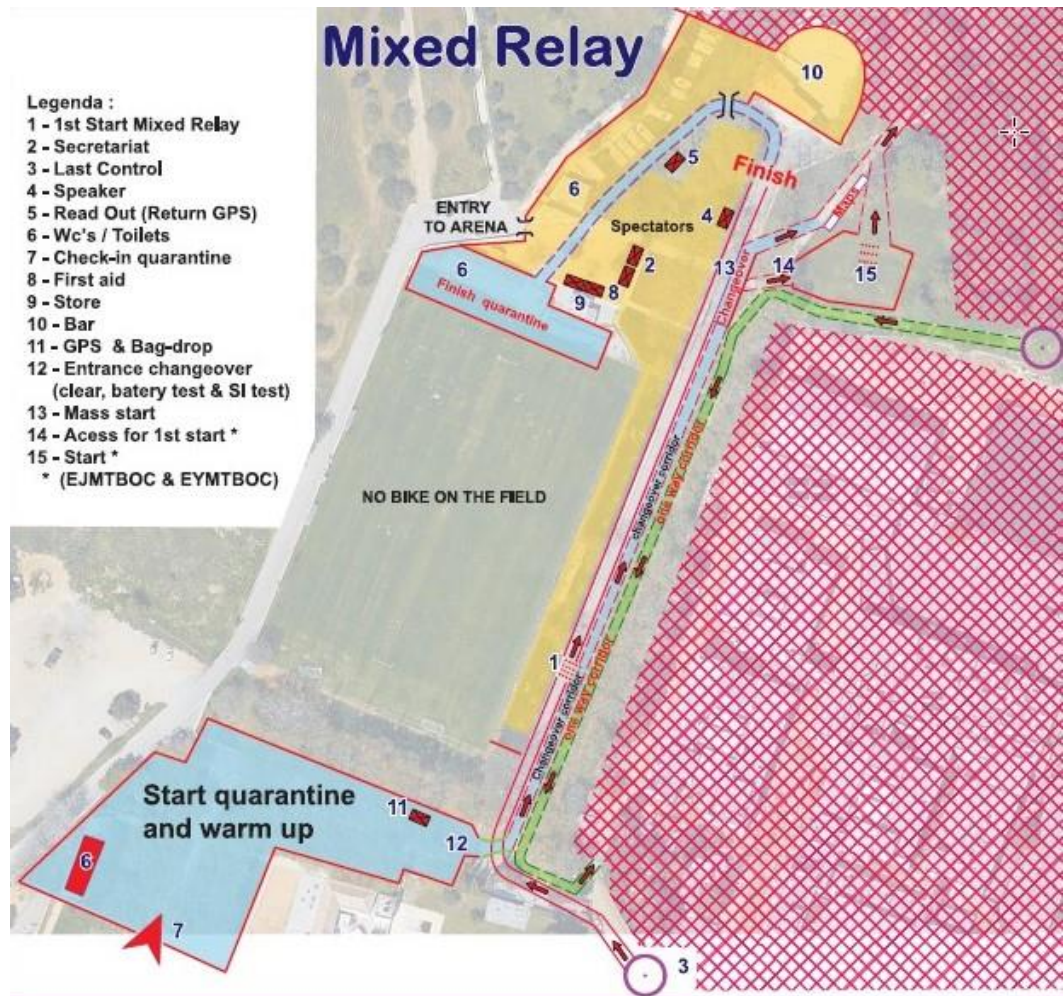 Mixed Relay
Legenda :
1 - 1st Start Mixed Relay
2 - Secretariat
3 - Last Control
4 - Speaker
5 - Read Out (Return GPS)
6 - Wc's / Toilets
7 - Check-in quarantine
8 - First aid
9 - Store
10 - Bar
11 - GPS & Bag-drop
12 - Entrance changeover
(clear, batery test & SI test)
13 - Mass start
14 - Acess for 1st start *
15 - Start *
* (EJMTBOC & EYMTBOC)
10
5
Finish
6
ENTRY
TO ARENA
4
Maps
Spectators
6
2
13
14
15
Finish quarantine
8
9
Changeover
NO BIKE ON THE FIELD
changeover corridor
one way corridor
1
Changeover corridor
one way corridor
Start quarantine
and warm up
11
12
6
7
3